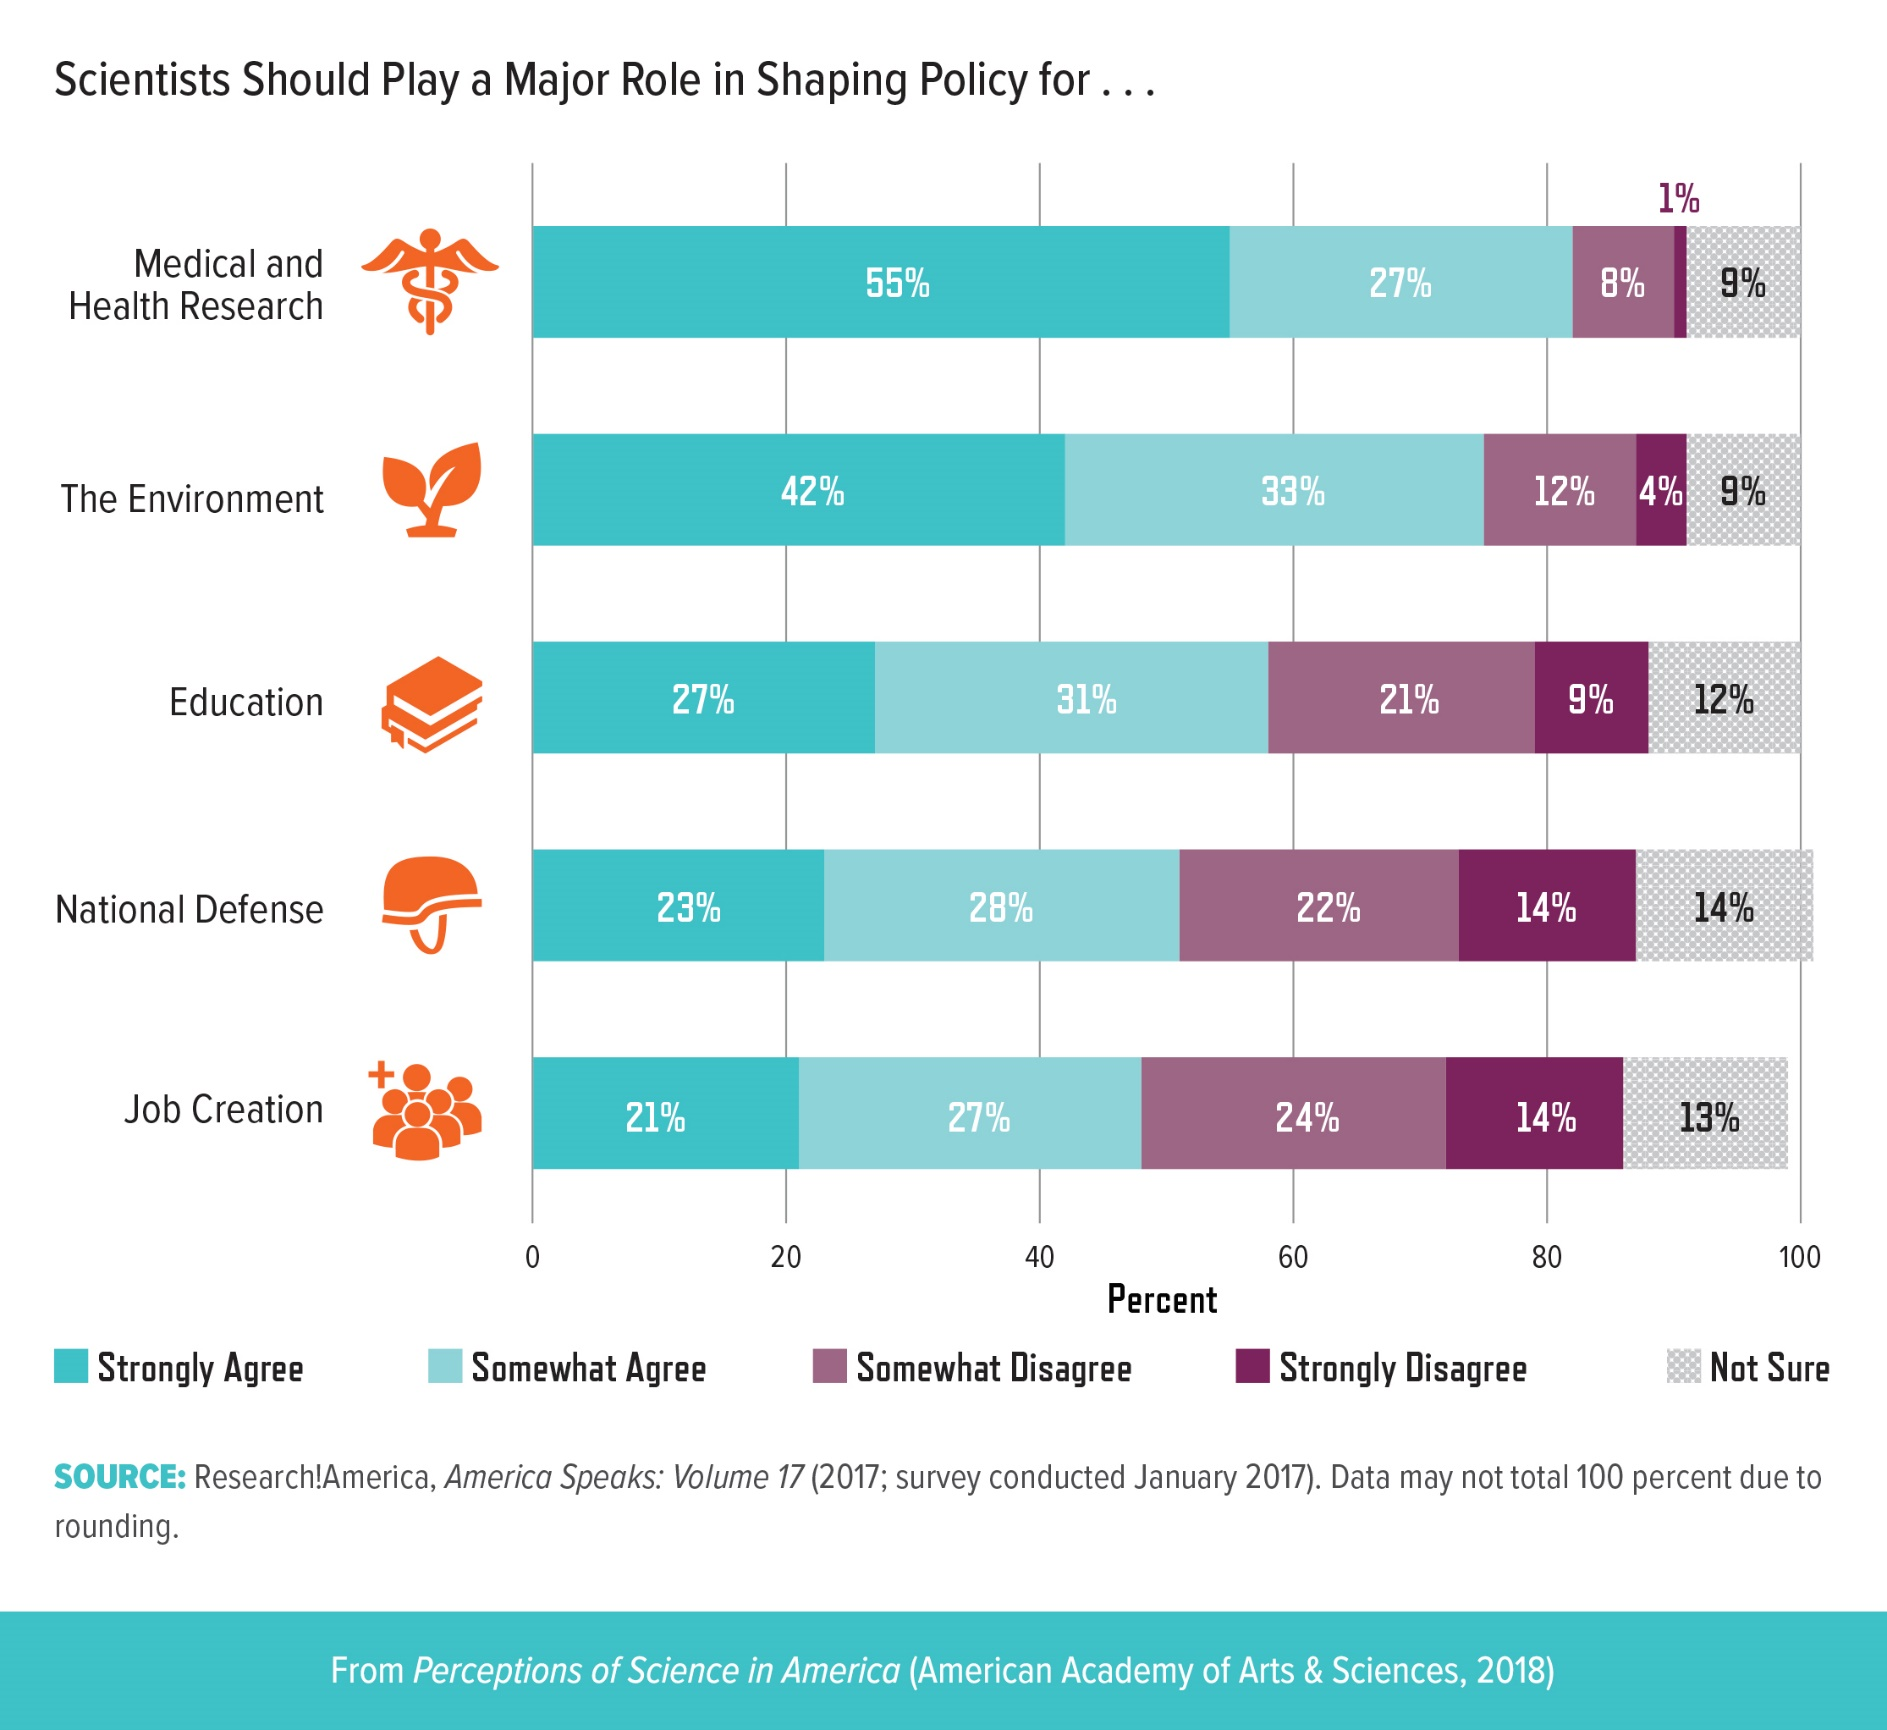 Scientists Should Play a Major Role in Shaping Policy for . . .
1%
Medical and
Health Research
55% 27% 8% 9%
The Environment
42% 33% 12% 4% 9%
Education
27% 31% 21% 9% 12%
National Defense
23% 28% 22% 14% 14%
Job Creation
21% 27% 24% 14% 13%
0 20 40 60 80 100
Percent
Strongly Agree Somewhat Agree Somewhat Disagree Strongly Disagree Not Sure
SOURCE: Research!America, America Speaks: Volume 17 (2017; survey conducted January 2017). Data may not total 100 percent due to
rounding.
From Perceptions of Science in America (American Academy of Arts & Sciences, 2018)